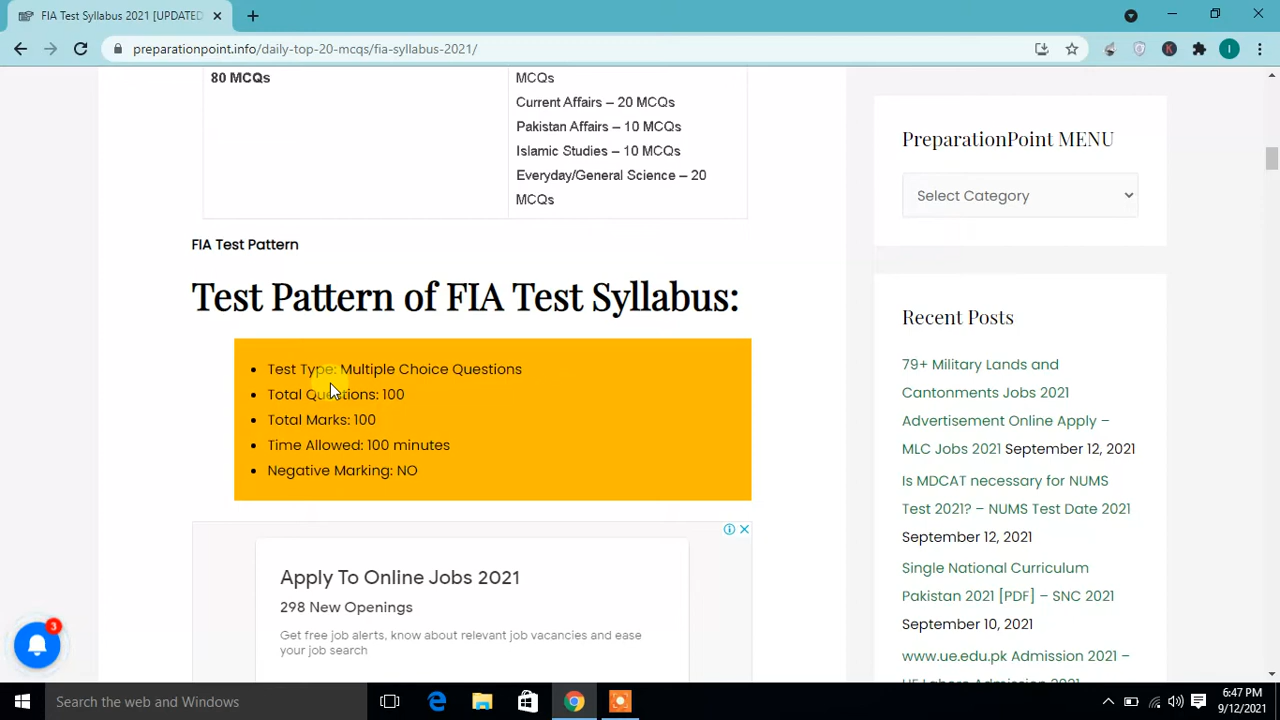 FIA Test Syllabus 2021 [UPDATED
preparationpoint.info/daily-top-20-mcqs/fia-syllabus-2021/
80 MCQs
MCQs
Current Affairs – 20 MCQs
Pakistan Affairs – 10 MCQs
Islamic Studies – 10 MCQs
Everyday/General Science – 20
MCQs
FIA Test Pattern
Test Pattern of FIA Test Syllabus:
Test Type: Multiple Choice Questions
Total Questions: 100
Total Marks: 100
Time Allowed: 100 minutes
Negative Marking: NO
Apply To Online Jobs 2021
298 New Openings
Get free job alerts, know about relevant job vacancies and ease
your job search
PreparationPoint MENU
Select Category
Recent Posts
79+ Military Lands and
Cantonments Jobs 2021
Advertisement Online Apply –
MLC Jobs 2021 September 12, 2021
Is MDCAT necessary for NUMS
Test 2021? – NUMS Test Date 2021
September 12, 2021
Single National Curriculum
Pakistan 2021 [PDF] – SNC 2021
September 10, 2021
www.ue.edu.pk Admission 2021 –
UE Lahore Admission 2021
3
Search the web and Windows
6:47 PM
9/12/2021